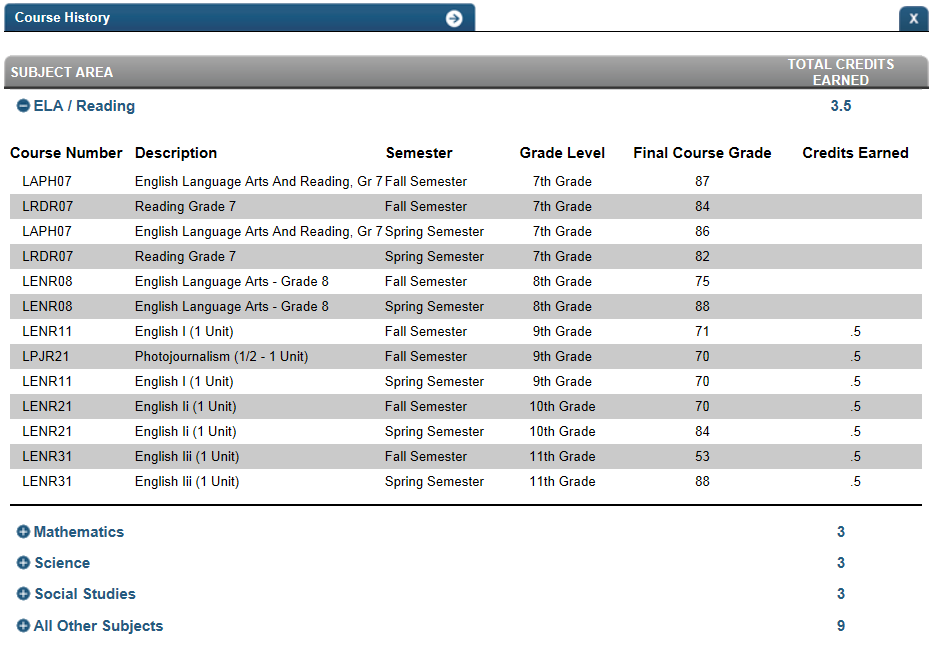 Course History
X
SUBJECT AREA TOTAL CREDITS EARNED
ELA / Reading 3.5
Course Number Description Semester Grade Level Final Course Grade Credits Earned
LAPH07 English Language Arts And Reading, Gr 7 Fall Semester 7th Grade 87
LRDR07 Reading Grade 7 Fall Semester 7th Grade 84
LAPH07 English Language Arts And Reading, Gr 7 Spring Semester 7th Grade 86
LRDR07 Reading Grade 7 Spring Semester 7th Grade 82
LENR08 English Language Arts - Grade 8 Fall Semester 8th Grade 75
LENR08 English Language Arts - Grade 8 Spring Semester 8th Grade 88
LENR11 English I (1 Unit) Fall Semester 9th Grade 71 .5
LPJR21 Photojournalism (1/2 - 1 Unit) Fall Semester 9th Grade 70 .5
LENR11 English I (1 Unit) Spring Semester 9th Grade 70 .5
LENR21 English Ii (1 Unit) Fall Semester 10th Grade 70 .5
LENR21 English Ii (1 Unit) Spring Semester 10th Grade 84 .5
LENR31 English Iii (1 Unit) Fall Semester 11th Grade 53 .5
LENR31 English Iii (1 Unit) Spring Semester 11th Grade 88 .5
Mathematics 3
Science 3
Social Studies 3
All Other Subjects 9